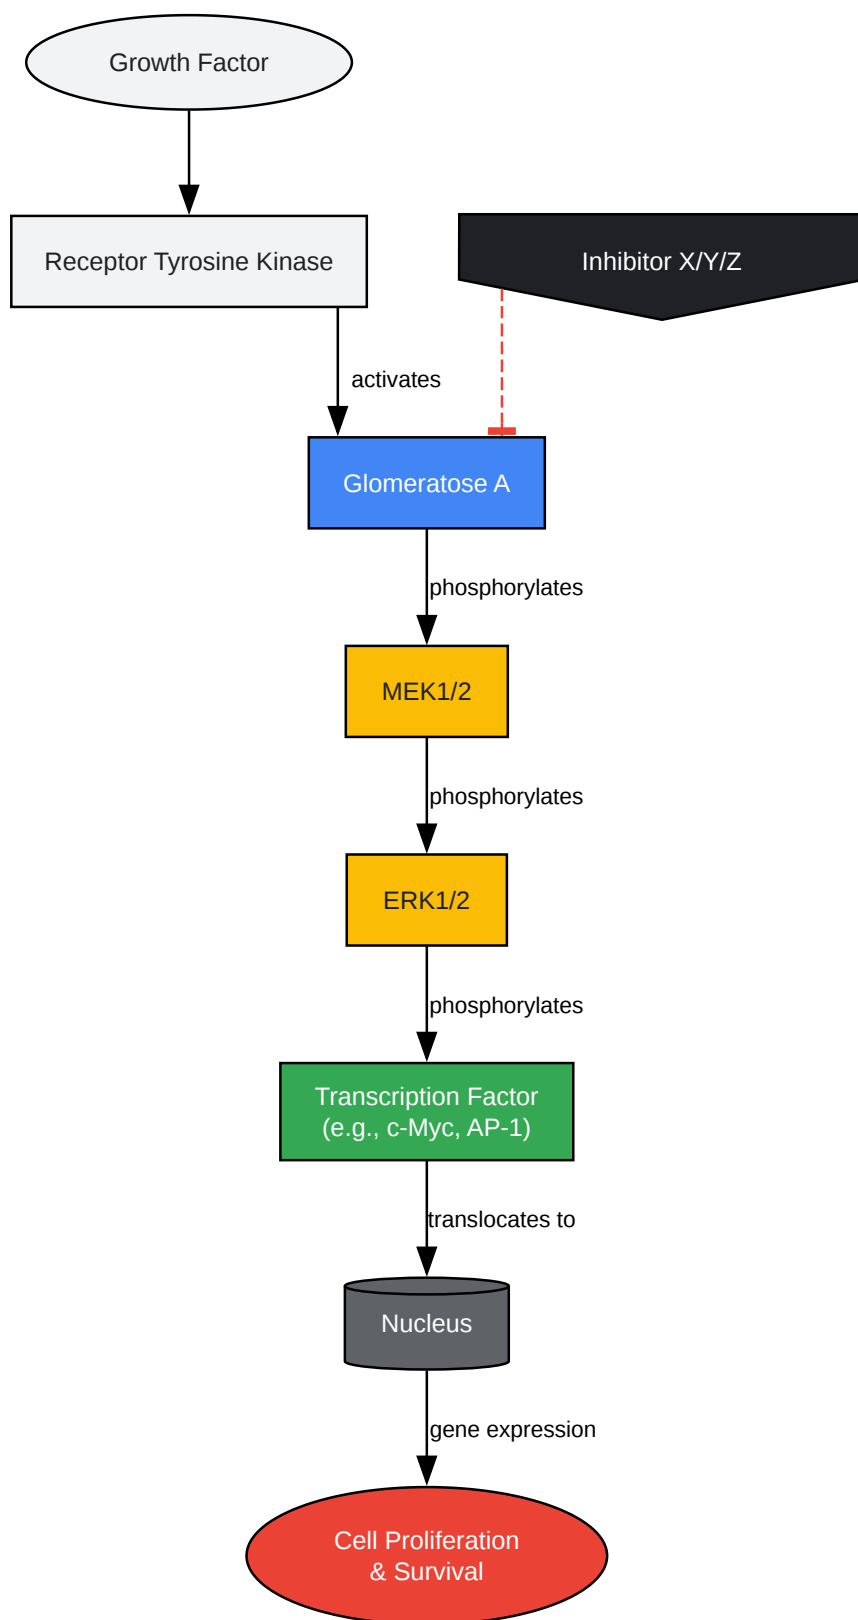 Growth Factor
Receptor Tyrosine Kinase
Inhibitor X/Y/Z
activates
Glomeratose A
phosphorylates
MEK1/2
phosphorylates
ERK1/2
phosphorylates
Transcription Factor
(e.g., c-Myc, AP-1)
translocates to
Nucleus
gene expression
Cell Proliferation
& Survival